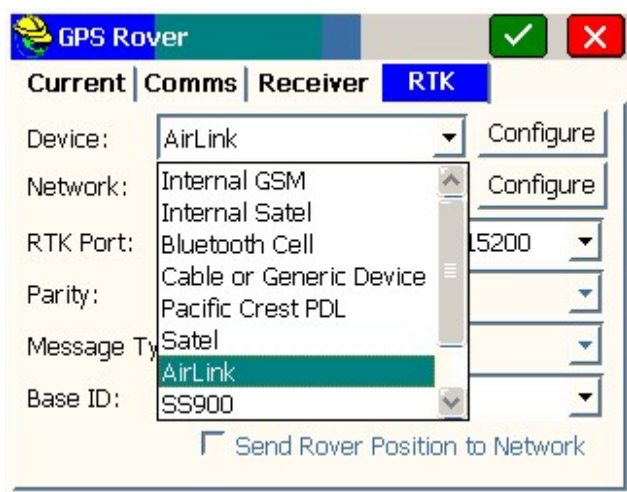 GPS Rover
Current Comms Receiver RTK
Device: AirLink Configure
Network: Configure
Internal GSM
Internal Satel
RTK Port: 15200
Bluetooth Cell
Cable or Generic Device
Parity:
Pacific Crest PDL
Message Ty
Satel
AirLink
Base ID:
SS900
Send Rover Position to Network